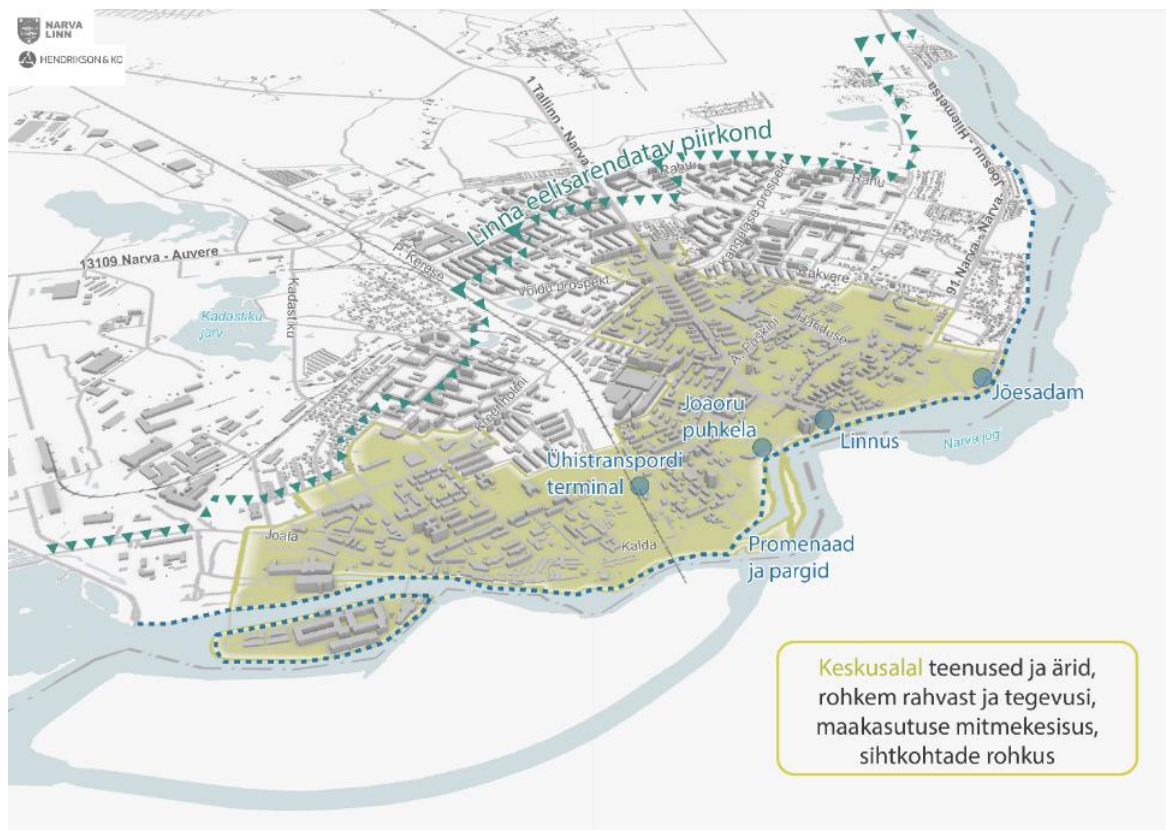 NARVA
LINN
HENDRIKSON & KO
1 Tallinn - Narva
91 Narva - Narva-Jõesuu - Hiiemetsa
Linna eelisarendatav piirkond
Rahu
Rahu
Kangelase prospekt
P. Kerese
13109 Narva - Auvere
Rakvere
Võidu prospekt
Kadastiku
Kadastiku
järv
A. Puškini
Kreenholmi
Jõesadam
Joaoru
puhkela
Linnus
Narva jõgi
Ühistranspordi
terminal
Joala
Kalda
Promenaad
ja pargid
Keskusalal teenused ja ärid,
rohkem rahvast ja tegevusi,
maakasutuse mitmekesisus,
sihtkohtade rohkus